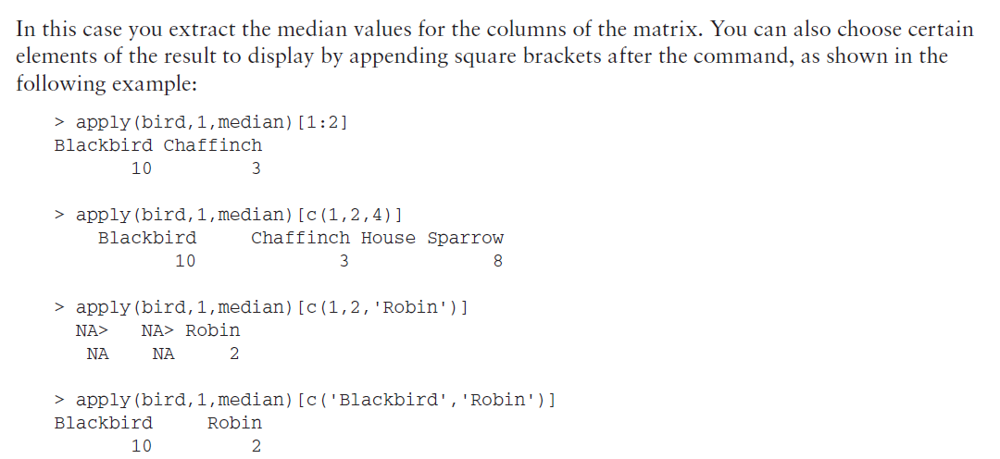 In this case you extract the median values for the columns of the matrix. You can also choose certain
elements of the result to display by appending square brackets after the command, as shown in the
following example:
> apply(bird,1,median)[1:2]
Blackbird Chaffinch
10 3
> apply(bird,1,median)[c(1,2,4)]
Blackbird Chaffinch House Sparrow
10 3 8
> apply(bird,1,median)[c(1,2,'Robin')]
NA> NA> Robin
NA NA 2
> apply(bird,1,median)[c('Blackbird','Robin')]
Blackbird Robin
10 2